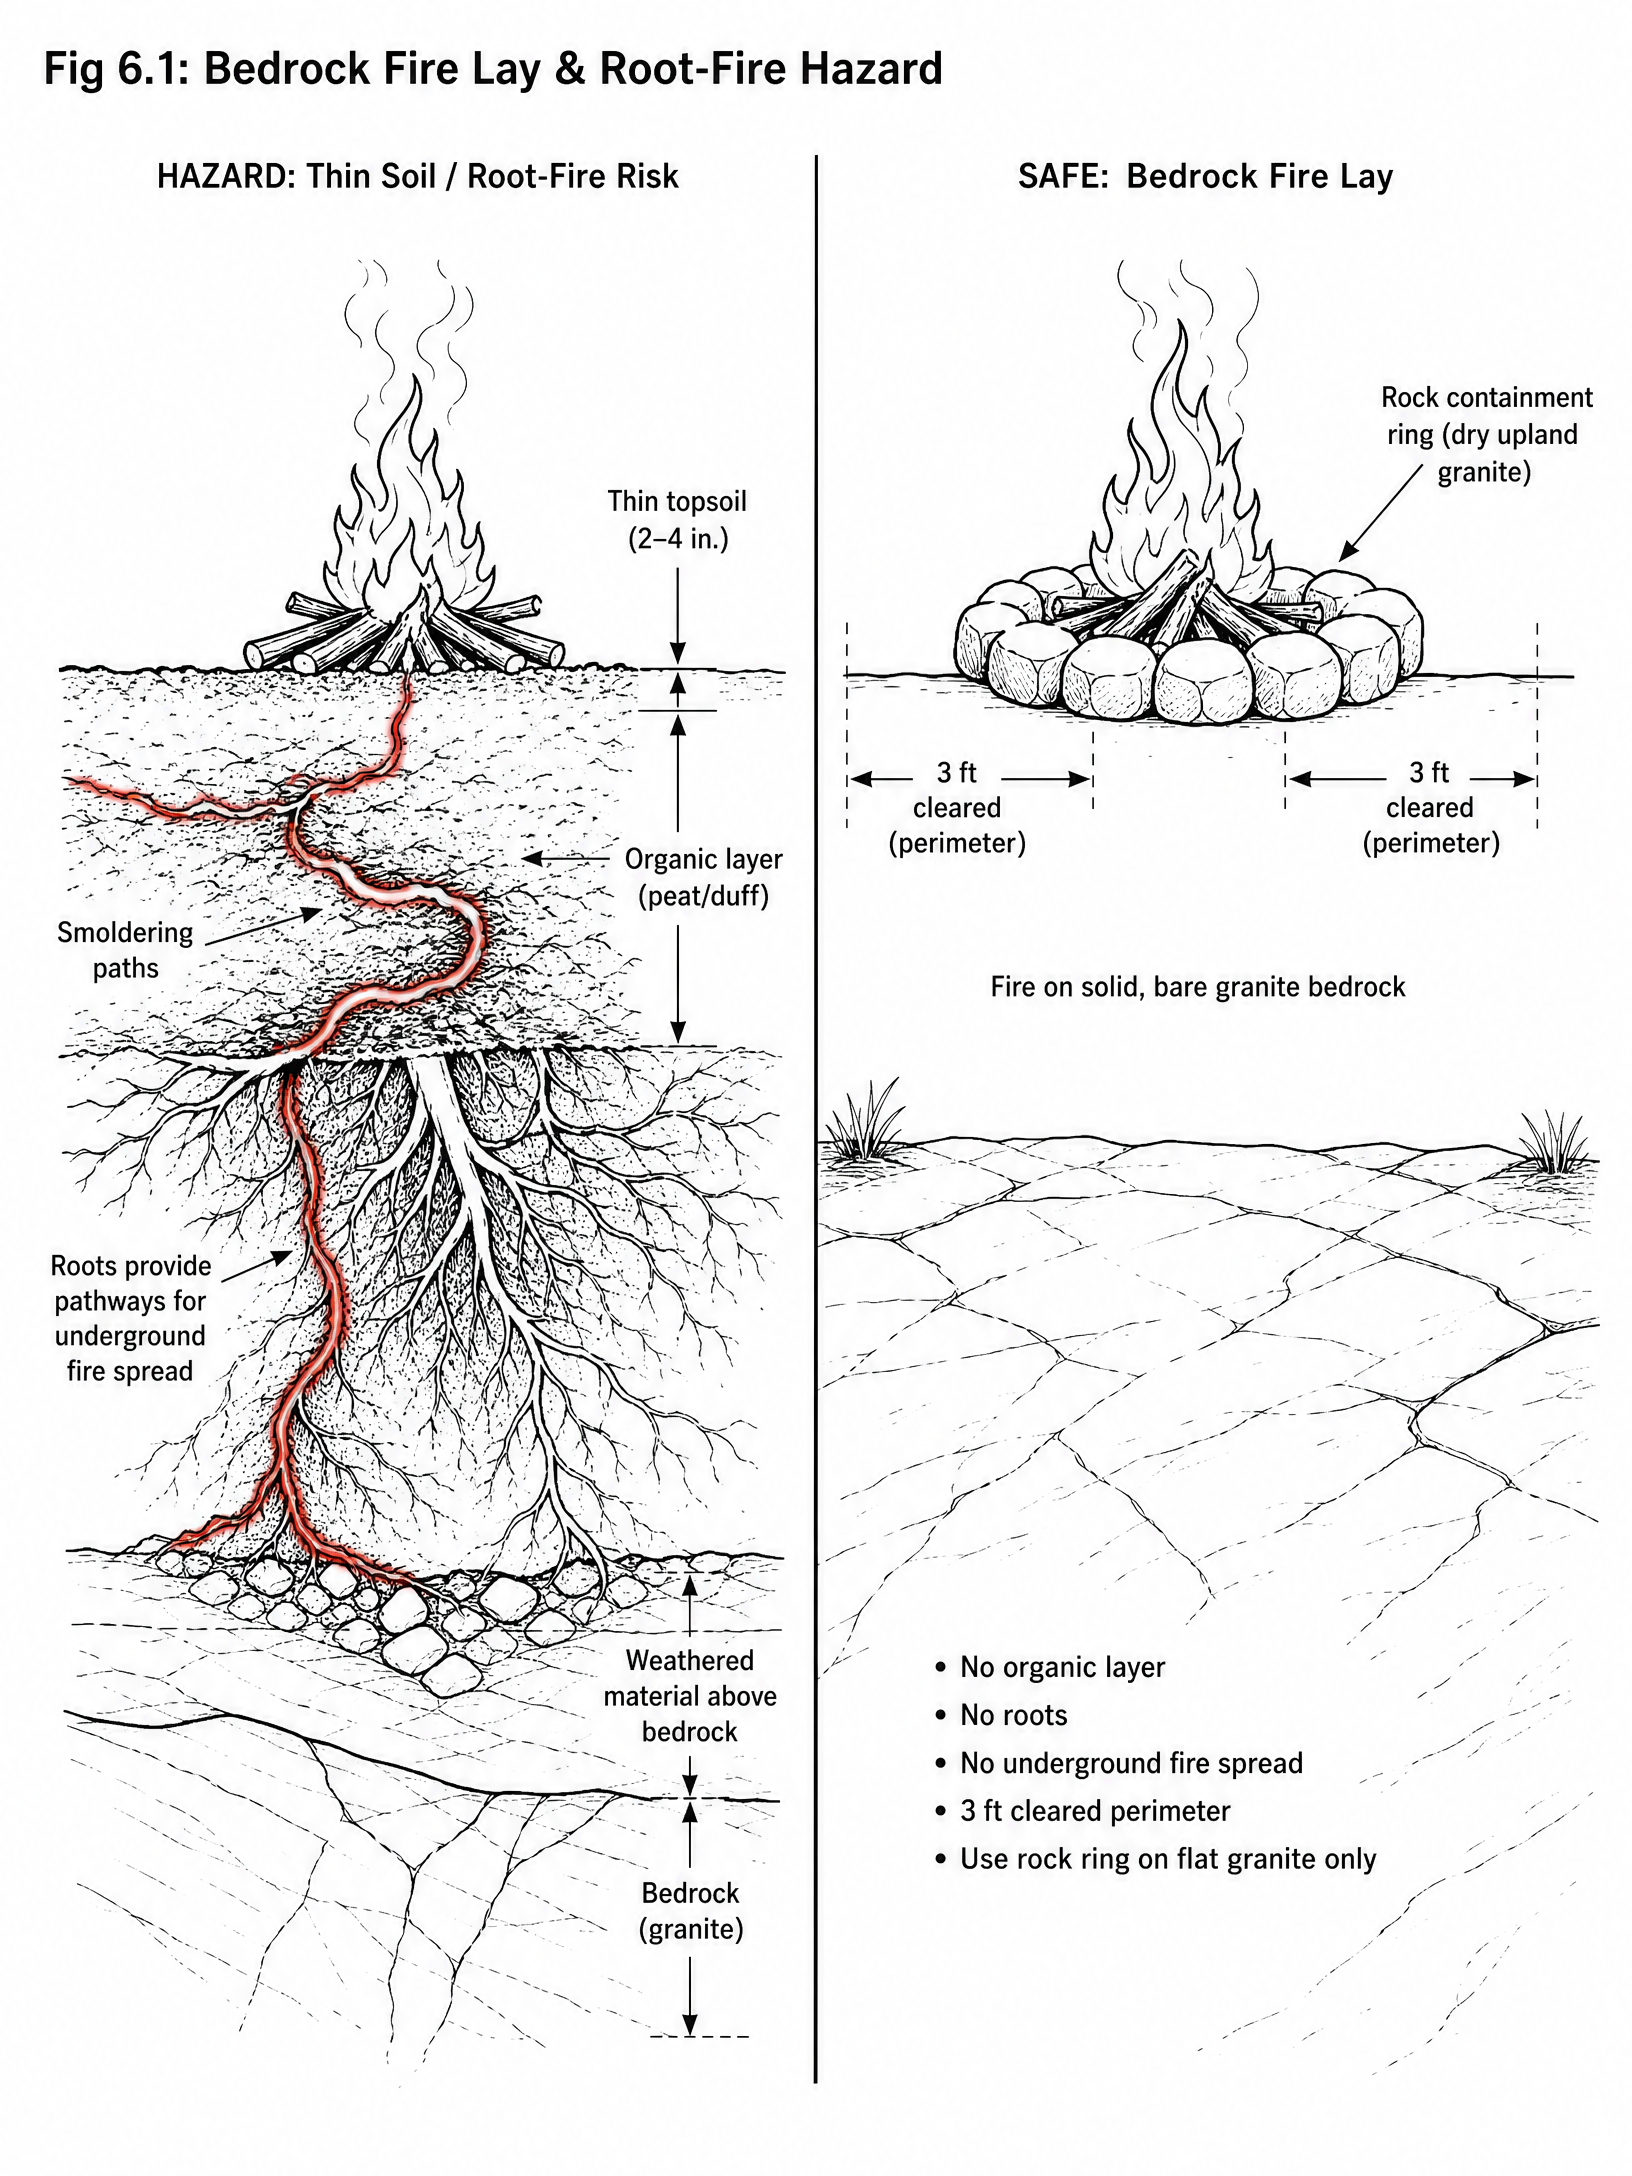 Fig 6.1: Bedrock Fire Lay & Root-Fire Hazard
HAZARD: Thin Soil / Root-Fire Risk
Thin topsoil
(2–4 in.)
Organic layer
(peat/duff)
Smoldering
paths
Roots provide
pathways for
underground
fire spread
Weathered
material above
bedrock
Bedrock
(granite)
SAFE: Bedrock Fire Lay
Rock containment
ring (dry upland
granite)
3 ft
cleared
(perimeter)
3 ft
cleared
(perimeter)
Fire on solid, bare granite bedrock
• No organic layer
• No roots
• No underground fire spread
• 3 ft cleared perimeter
• Use rock ring on flat granite only